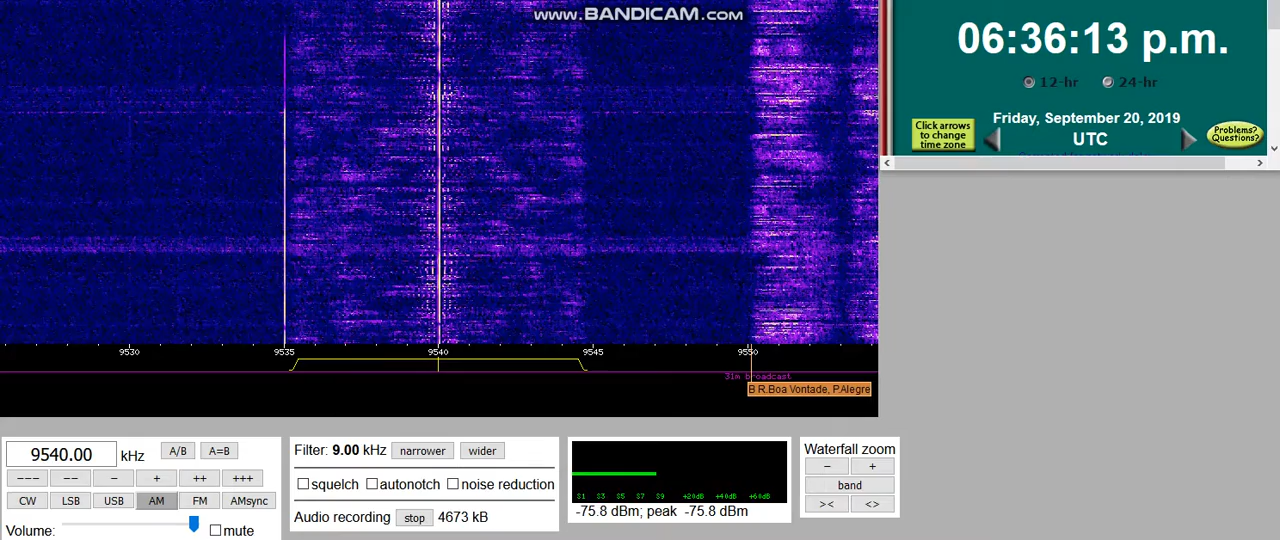 www.BANDICAM.com
06:36:13 p.m.
12-hr 24-hr
Friday, September 20, 2019
UTC
Click arrows
to change
time zone
Problems?
Questions?
9530 9535 9540 9545 9550
31m broadcast
B R.Boa Vontade, P.Alegre
9540.00 kHz A/B A=B
--- -- - + ++ +++
CW LSB USB AM FM AMsync
Volume: mute
Filter: 9.00 kHz narrower wider
squelch autonotch noise reduction
Audio recording stop 4673 kB
S1 S3 S5 S7 S9 +20dB +40dB +60dB
-75.8 dBm; peak -75.8 dBm
Waterfall zoom
- +
band
>< <>